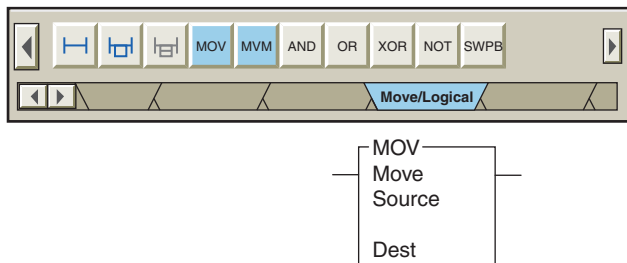 MOV MVM AND OR XOR NOT SWPB
Move/Logical
MOV
Move
Source
Dest